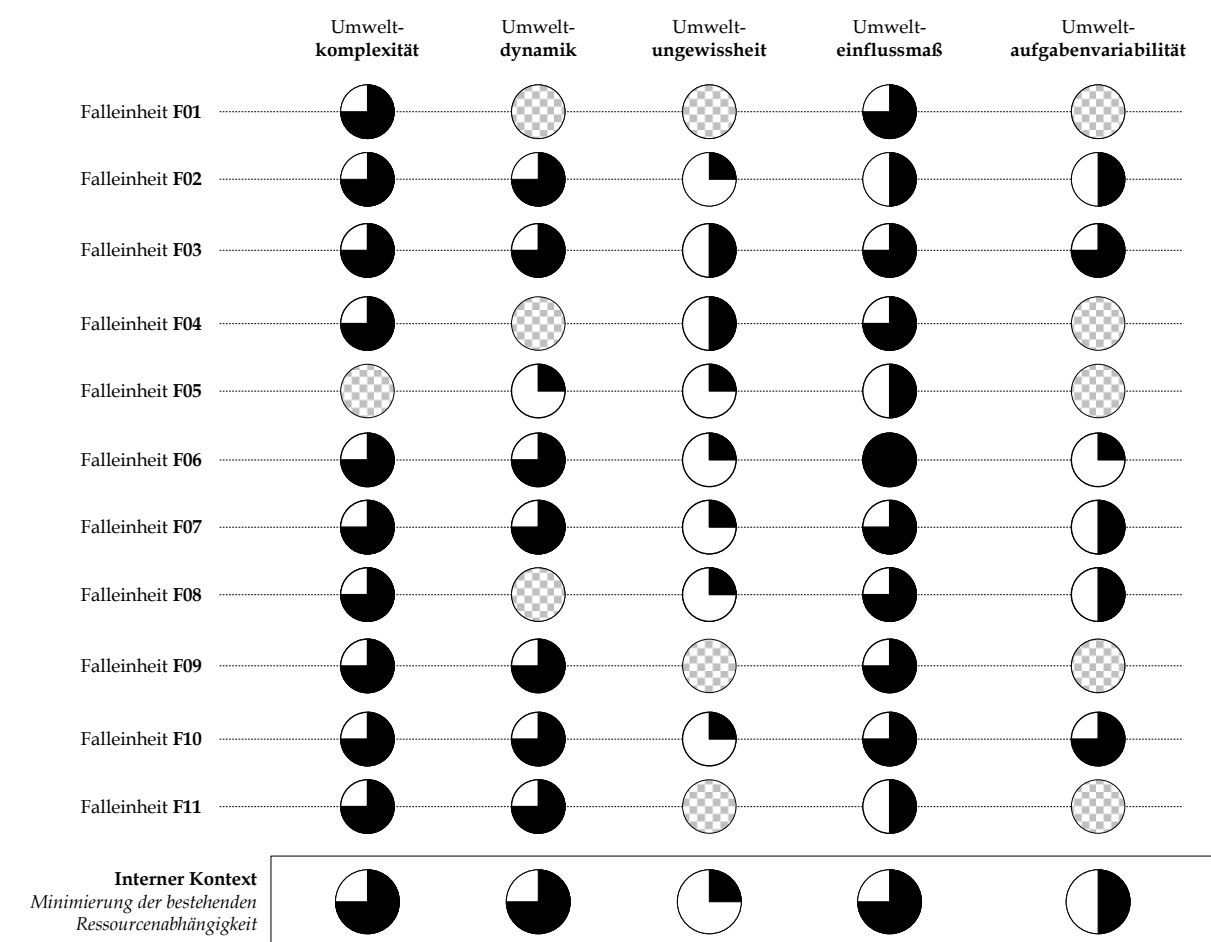 Umwelt-
komplexität
Umwelt-
dynamik
Umwelt-
ungewissheit
Umwelt-
einflussmaß
Umwelt-
aufgabenvariabilität
Falleinheit F01
Falleinheit F02
Falleinheit F03
Falleinheit F04
Falleinheit F05
Falleinheit F06
Falleinheit F07
Falleinheit F08
Falleinheit F09
Falleinheit F10
Falleinheit F11
Interner Kontext
Minimierung der bestehenden
Ressourcenabhängigkeit